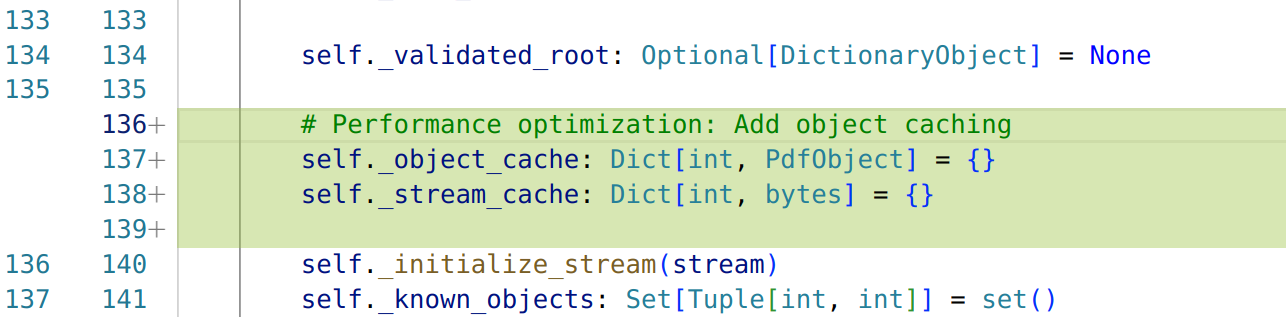 133 133
134 134 self._validated_root: Optional[DictionaryObject] = None
135 135
136+ # Performance optimization: Add object caching
137+ self._object_cache: Dict[int, PdfObject] = {}
138+ self._stream_cache: Dict[int, bytes] = {}
139+
136 140 self._initialize_stream(stream)
137 141 self._known_objects: Set[Tuple[int, int]] = set()